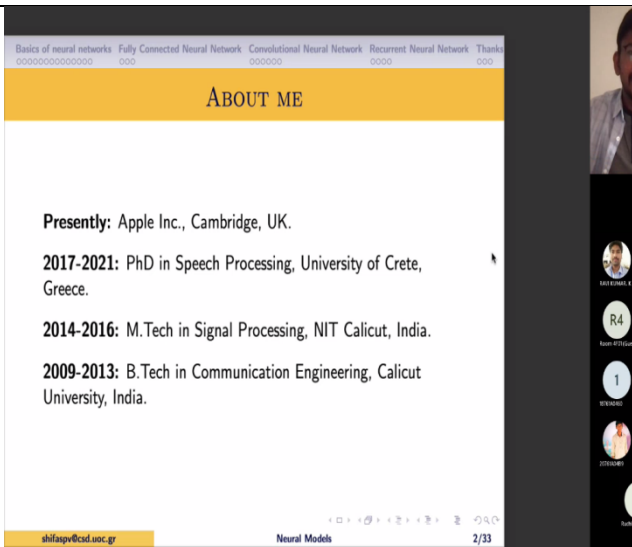 Basics of neural networks Fully Connected Neural Network Convolutional Neural Network Recurrent Neural Network Thanks
ABOUT ME
Presently: Apple Inc., Cambridge, UK.
2017-2021: PhD in Speech Processing, University of Crete,
Greece.
2014-2016: M.Tech in Signal Processing, NIT Calicut, India.
2009-2013: B.Tech in Communication Engineering, Calicut
University, India.
shifaspv@csd.uoc.gr Neural Models 2/33
RAVI KUMAR. K
R4
1